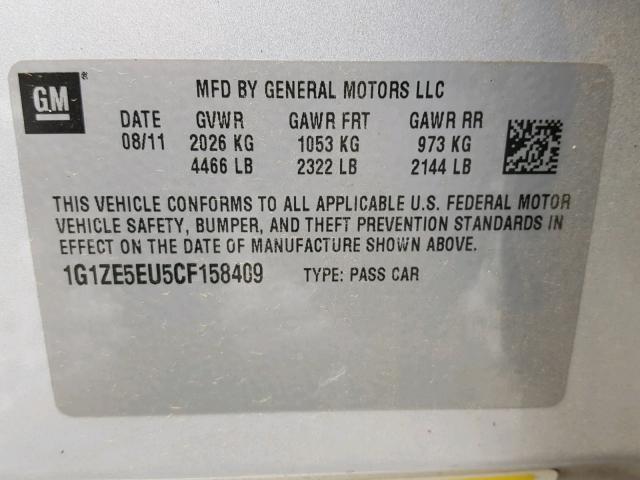 GM
MFD BY GENERAL MOTORS LLC
DATE GVWR GAWR FRT GAWR RR
08/11 2026 KG 1053 KG 973 KG
4466 LB 2322 LB 2144 LB
THIS VEHICLE CONFORMS TO ALL APPLICABLE U.S. FEDERAL MOTOR
VEHICLE SAFETY, BUMPER, AND THEFT PREVENTION STANDARDS IN
EFFECT ON THE DATE OF MANUFACTURE SHOWN ABOVE.
1G1ZE5EU5CF158409 TYPE: PASS CAR